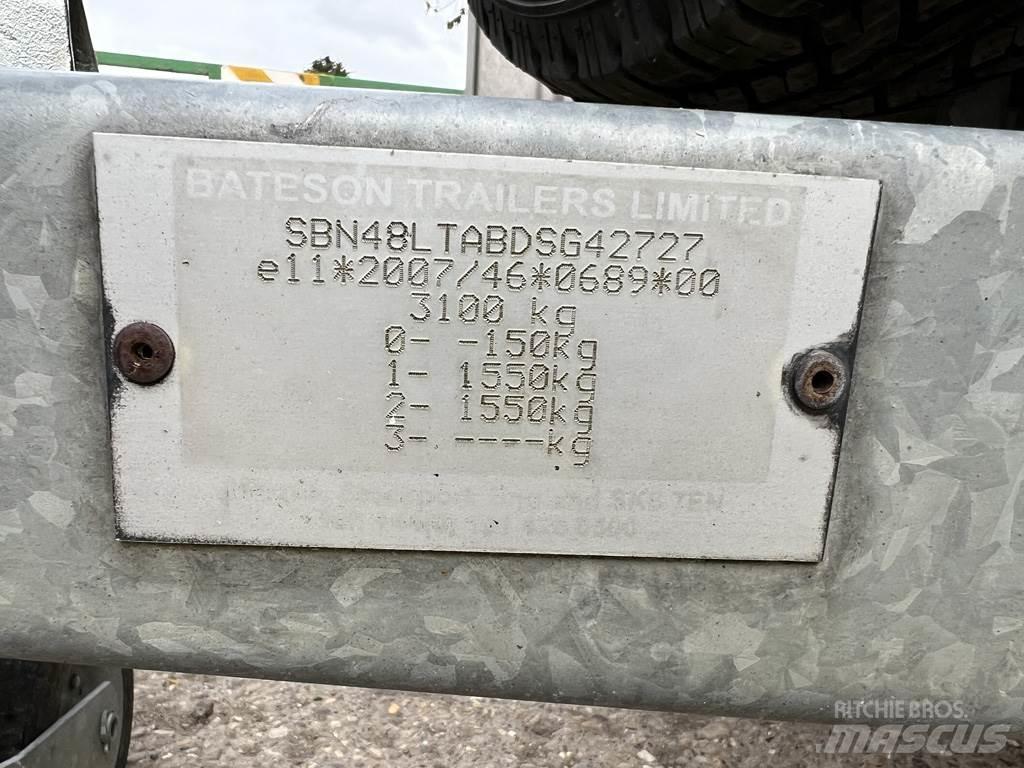 BATESON TRAILERS LIMITED
SBN48LTABDSG42727
e11*2007/46*0689*00
3100 kg
0- -150kg
1- 1550kg
2- 1550kg
3- ----kg
RITCHIE BROS.
MASCUS